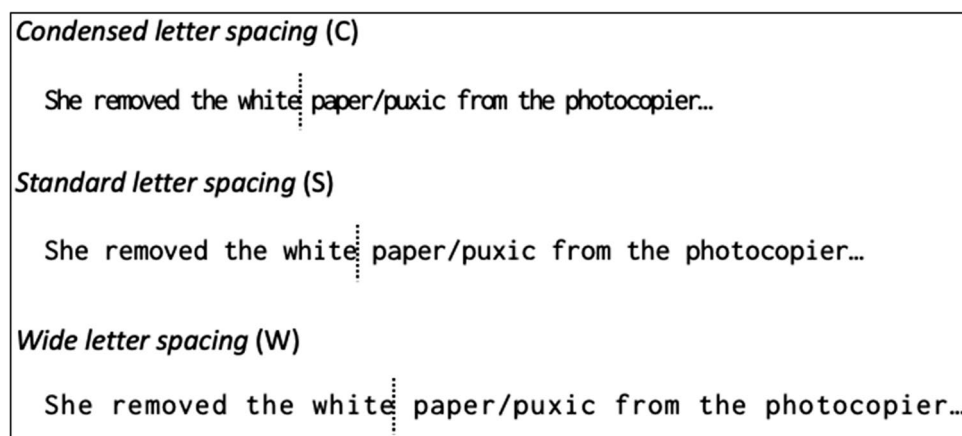 Condensed letter spacing (C)
She removed the white paper/puxic from the photocopier…
Standard letter spacing (S)
She removed the white paper/puxic from the photocopier…
Wide letter spacing (W)
She removed the white paper/puxic from the photocopier…